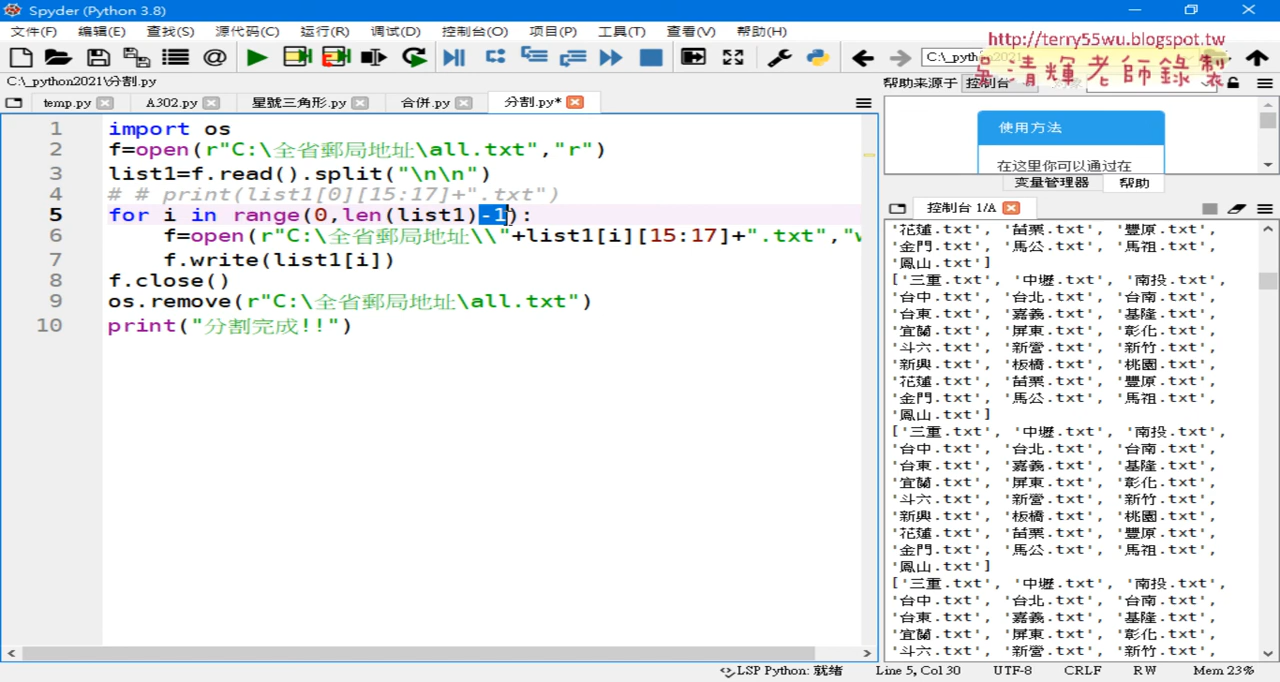 Spyder (Python 3.8)
文件(F) 编辑(E) 查找(S) 源代码(C) 运行(R) 调试(D) 控制台(O) 项目(P) 工具(T) 查看(V) 帮助(H)
http://terry55wu.blogspot.tw
吳清輝老師錄製
C:\_python2021\分割.py
帮助来源于 控制台
temp.py A302.py 星號三角形.py 合併.py 分割.py*
1 import os
2 f=open(r"C:\全省郵局地址\all.txt","r")
3 list1=f.read().split("\n\n")
4 # # print(list1[0][15:17]+".txt")
5 for i in range(0,len(list1)-1):
6 f=open(r"C:\全省郵局地址\\"+list1[i][15:17]+".txt","w
7 f.write(list1[i])
8 f.close()
9 os.remove(r"C:\全省郵局地址\all.txt")
10 print("分割完成!!")
使用方法
在这里你可以通过在
变量管理器 帮助
控制台 1/A
'花蓮.txt', '苗栗.txt', '豐原.txt',
'金門.txt', '馬公.txt', '馬祖.txt',
'鳳山.txt']
['三重.txt', '中壢.txt', '南投.txt',
'台中.txt', '台北.txt', '台南.txt',
'台東.txt', '嘉義.txt', '基隆.txt',
'宜蘭.txt', '屏東.txt', '彰化.txt',
'斗六.txt', '新營.txt', '新竹.txt',
'新興.txt', '板橋.txt', '桃園.txt',
'花蓮.txt', '苗栗.txt', '豐原.txt',
'金門.txt', '馬公.txt', '馬祖.txt',
'鳳山.txt']
['三重.txt', '中壢.txt', '南投.txt',
'台中.txt', '台北.txt', '台南.txt',
'台東.txt', '嘉義.txt', '基隆.txt',
'宜蘭.txt', '屏東.txt', '彰化.txt',
'斗六.txt', '新營.txt', '新竹.txt',
'新興.txt', '板橋.txt', '桃園.txt',
'花蓮.txt', '苗栗.txt', '豐原.txt',
'金門.txt', '馬公.txt', '馬祖.txt',
'鳳山.txt']
['三重.txt', '中壢.txt', '南投.txt',
'台中.txt', '台北.txt', '台南.txt',
'台東.txt', '嘉義.txt', '基隆.txt',
'宜蘭.txt', '屏東.txt', '彰化.txt',
'斗六.txt', '新營.txt', '新竹.txt',
LSP Python: 就绪 Line 5, Col 30 UTF-8 CRLF RW Mem 23%